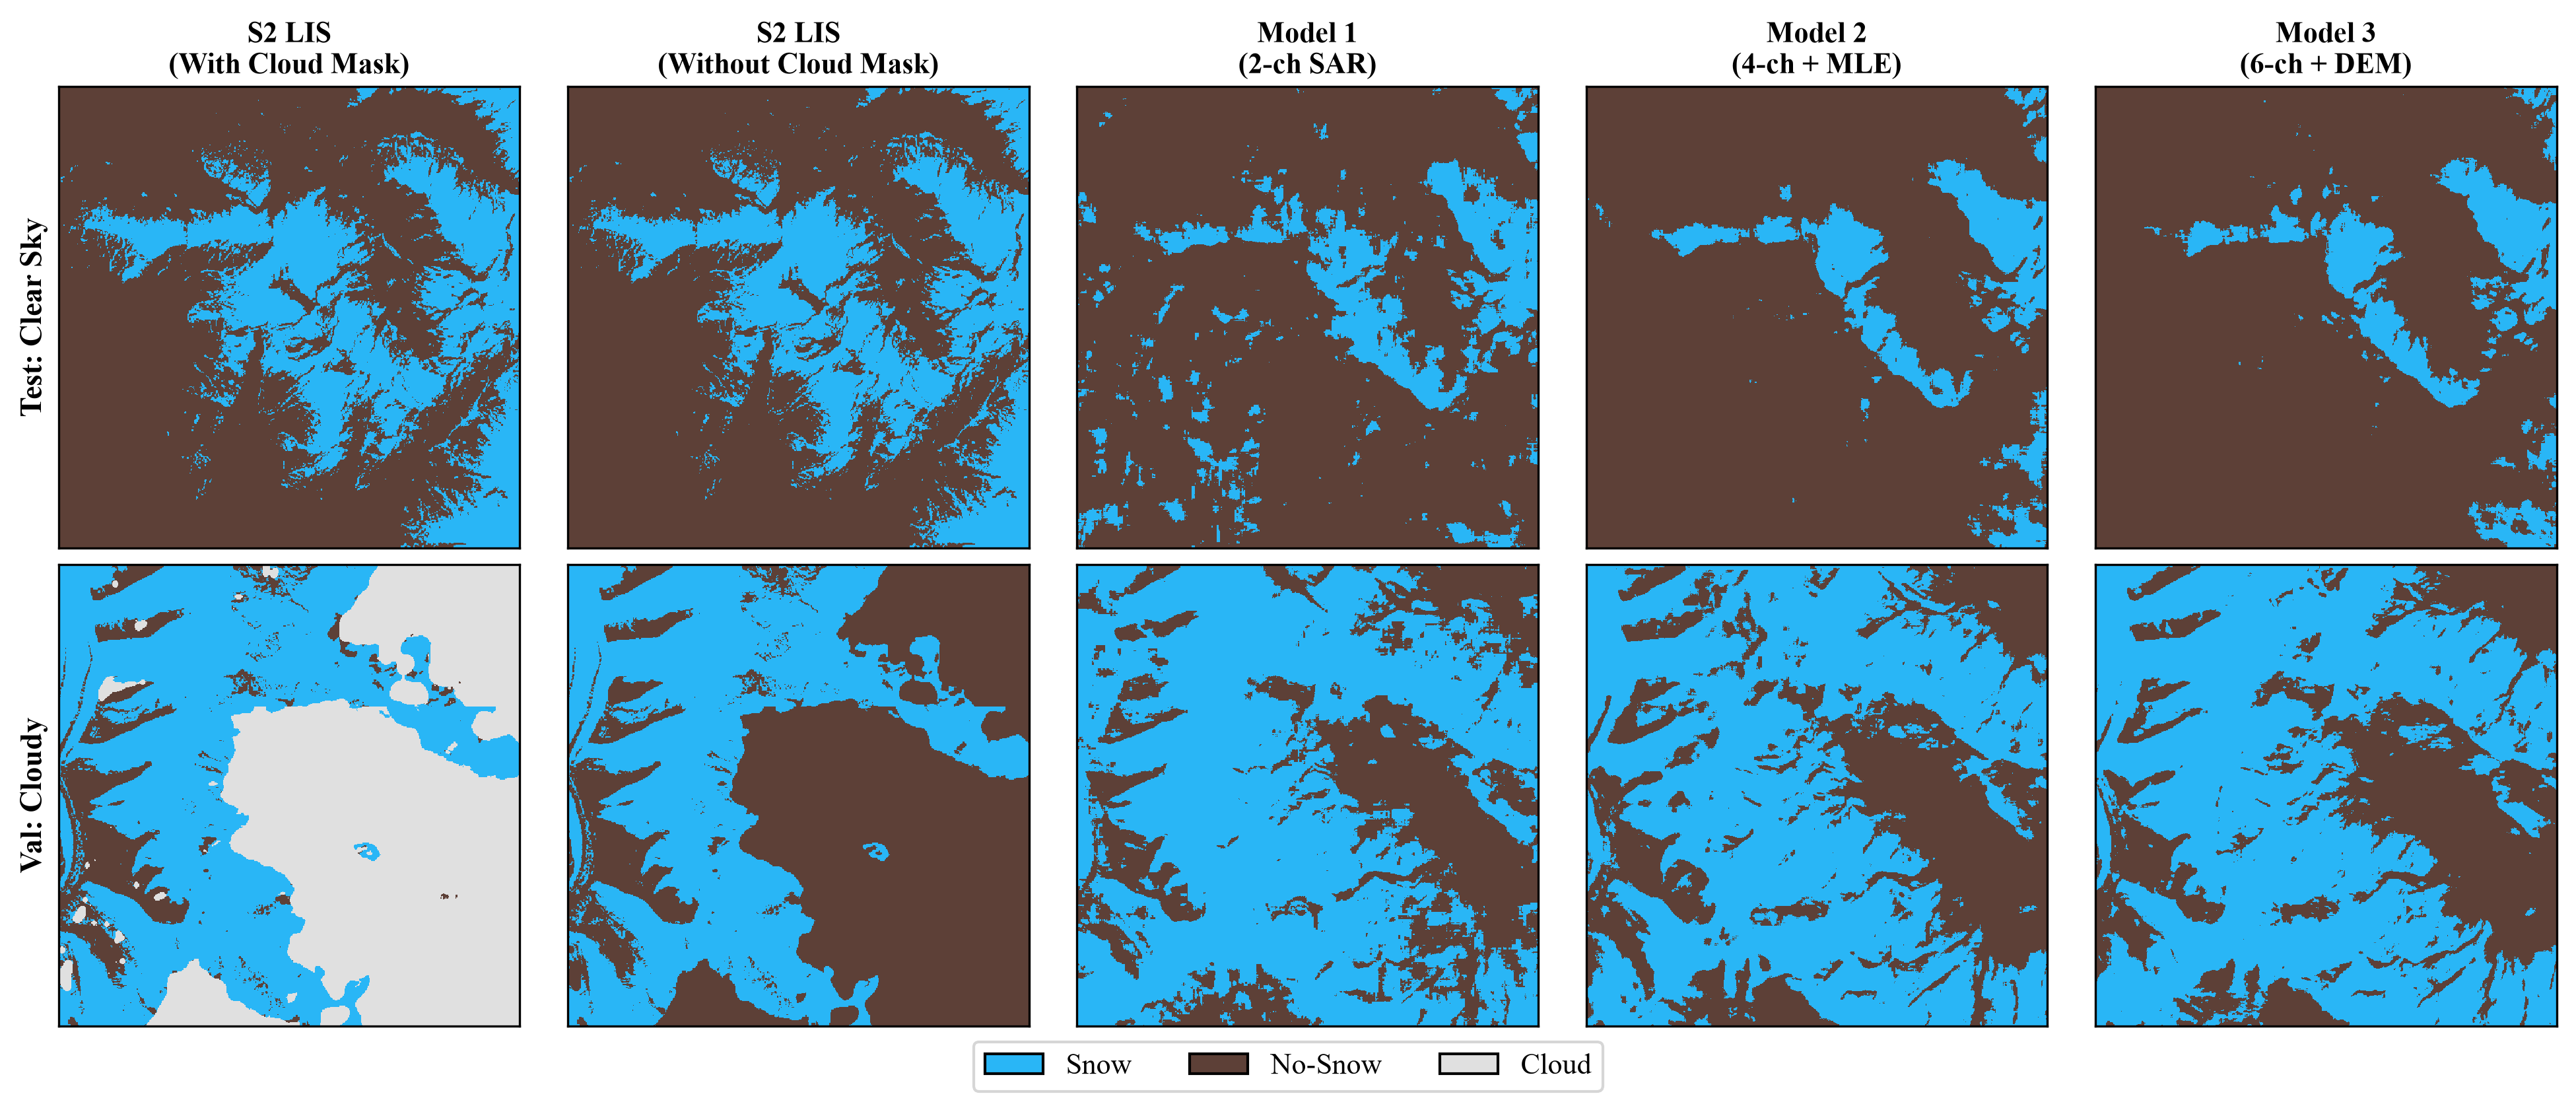 S2 LIS
(With Cloud Mask)
S2 LIS
(Without Cloud Mask)
Model 1
(2-ch SAR)
Model 2
(4-ch + MLE)
Model 3
(6-ch + DEM)
Test: Clear Sky
Val: Cloudy
Snow
No-Snow
Cloud